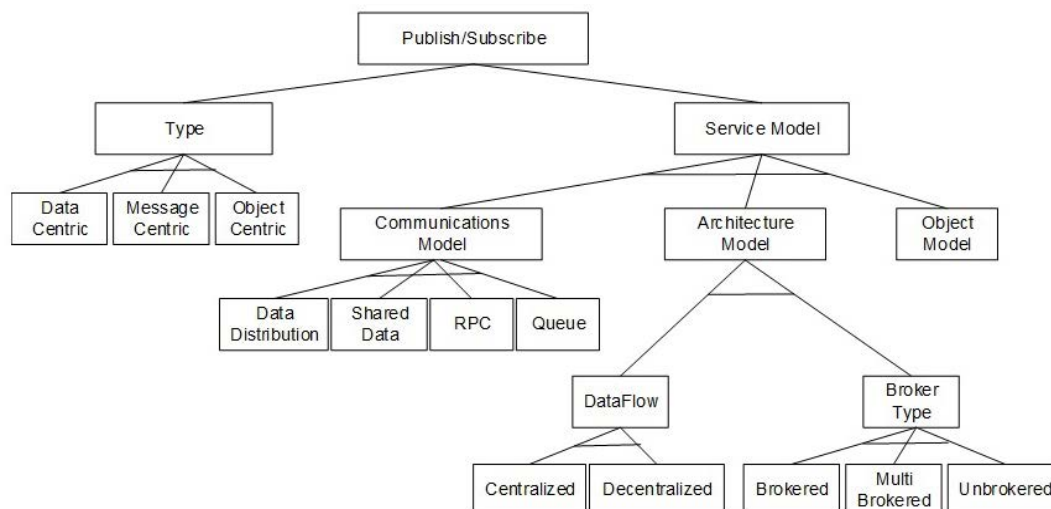 Publish/Subscribe
Type
Service Model
Data
Centric
Message
Centric
Object
Centric
Communications
Model
Architecture
Model
Object
Model
Data
Distribution
Shared
Data
RPC
Queue
DataFlow
Broker
Type
Centralized
Decentralized
Brokered
Multi
Brokered
Unbrokered